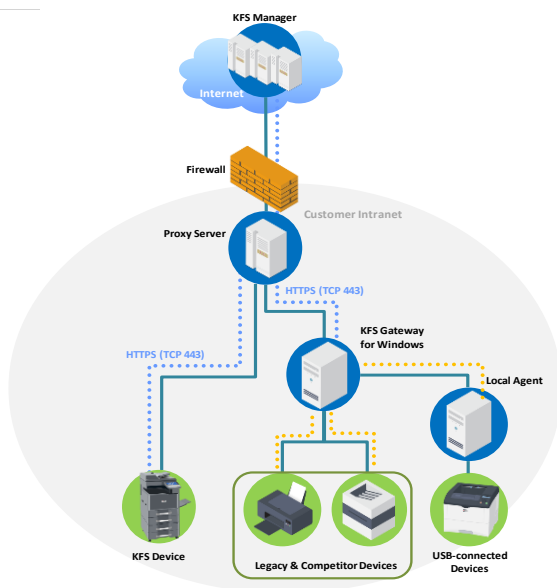 KFS Manager
Internet
Firewall
Customer Intranet
Proxy Server
HTTPS (TCP 443)
KFS Gateway
for Windows
HTTPS (TCP 443)
Local Agent
KFS Device
Legacy & Competitor Devices
USB-connected
Devices